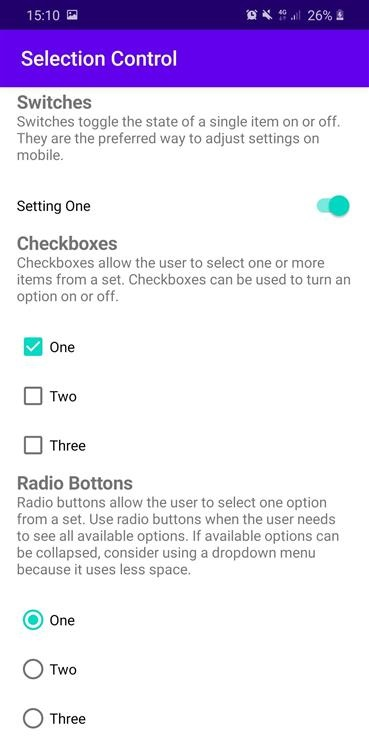 15:10
4G
26%
Selection Control
Switches
Switches toggle the state of a single item on or off.
They are the preferred way to adjust settings on
mobile.
Setting One
Checkboxes
Checkboxes allow the user to select one or more
items from a set. Checkboxes can be used to turn an
option on or off.
One
Two
Three
Radio Bottons
Radio buttons allow the user to select one option
from a set. Use radio buttons when the user needs
to see all available options. If available options can
be collapsed, consider using a dropdown menu
because it uses less space.
One
Two
Three